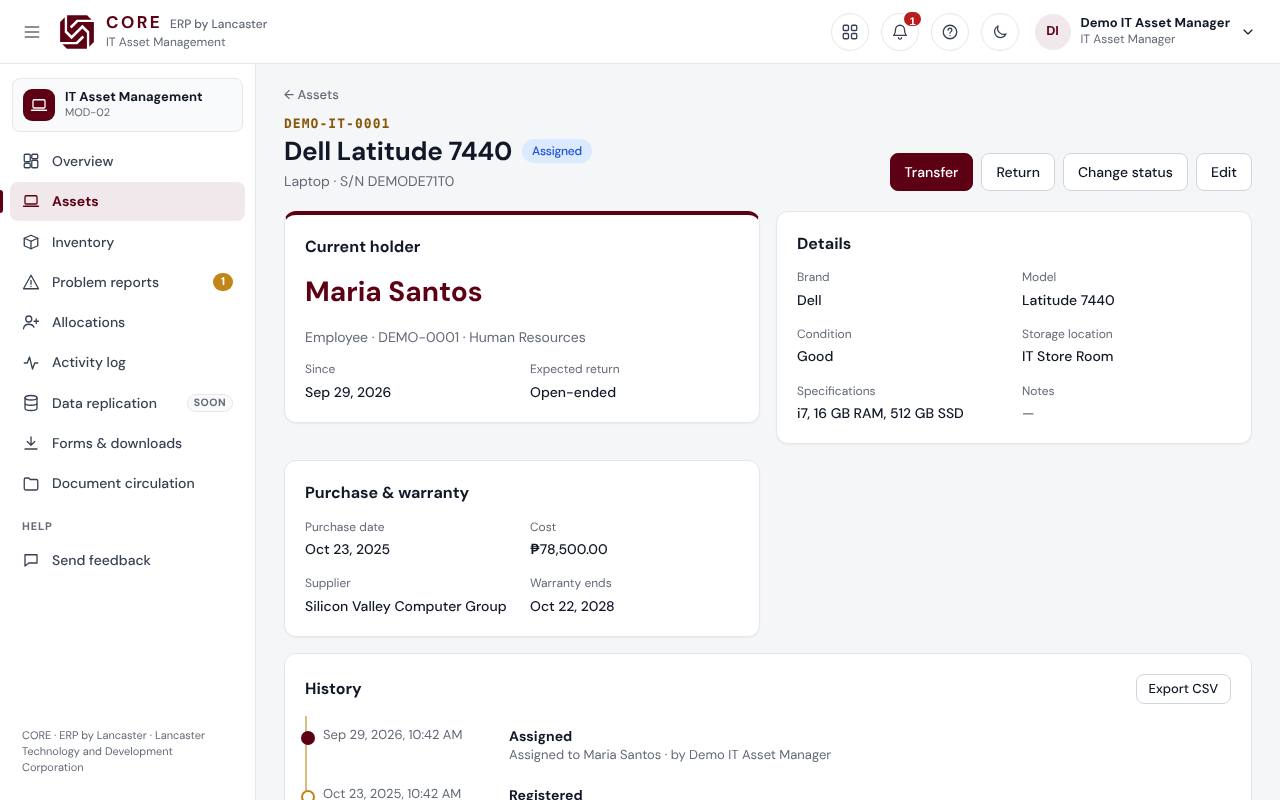 CORE ERP by Lancaster
IT Asset Management
1
DI
Demo IT Asset Manager
IT Asset Manager
IT Asset Management
MOD-02
Overview
Assets
Inventory
Problem reports 1
Allocations
Activity log
Data replication SOON
Forms & downloads
Document circulation
HELP
Send feedback
CORE · ERP by Lancaster · Lancaster
Technology and Development
Corporation
← Assets
DEMO-IT-0001
Dell Latitude 7440 Assigned
Laptop · S/N DEMODE71T0
Transfer Return Change status Edit
Current holder
Maria Santos
Employee · DEMO-0001 · Human Resources
Since Expected return
Sep 29, 2026 Open-ended
Details
Brand Model
Dell Latitude 7440
Condition Storage location
Good IT Store Room
Specifications Notes
i7, 16 GB RAM, 512 GB SSD —
Purchase & warranty
Purchase date Cost
Oct 23, 2025 ₱78,500.00
Supplier Warranty ends
Silicon Valley Computer Group Oct 22, 2028
History Export CSV
Sep 29, 2026, 10:42 AM Assigned
Assigned to Maria Santos · by Demo IT Asset Manager
Oct 23, 2025, 10:42 AM Registered